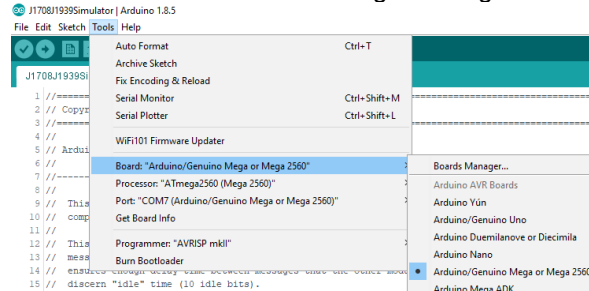 J1708J1939Simulator | Arduino 1.8.5
File Edit Sketch Tools Help
J1708J1939Si
Auto Format Ctrl+T
Archive Sketch
Fix Encoding & Reload
Serial Monitor Ctrl+Shift+M
Serial Plotter Ctrl+Shift+L
WiFi101 Firmware Updater
Board: "Arduino/Genuino Mega or Mega 2560"
Processor: "ATmega2560 (Mega 2560)"
Port: "COM7 (Arduino/Genuino Mega or Mega 2560)"
Get Board Info
Programmer: "AVRISP mkII"
Burn Bootloader
Boards Manager...
Arduino AVR Boards
Arduino Yún
Arduino/Genuino Uno
Arduino Duemilanove or Diecimila
Arduino Nano
Arduino/Genuino Mega or Mega 2560
Arduino Mega ADK
1 //=====
2 // Copyr
3 //=====
4 //
5 // Ardui
6 //
7 //-----
8 //
9 // This
10 // comp
11 //
12 // This
13 // mess
14 // ensures enough delay time between messages that the other mod
15 // discern "idle" time (10 idle bits).